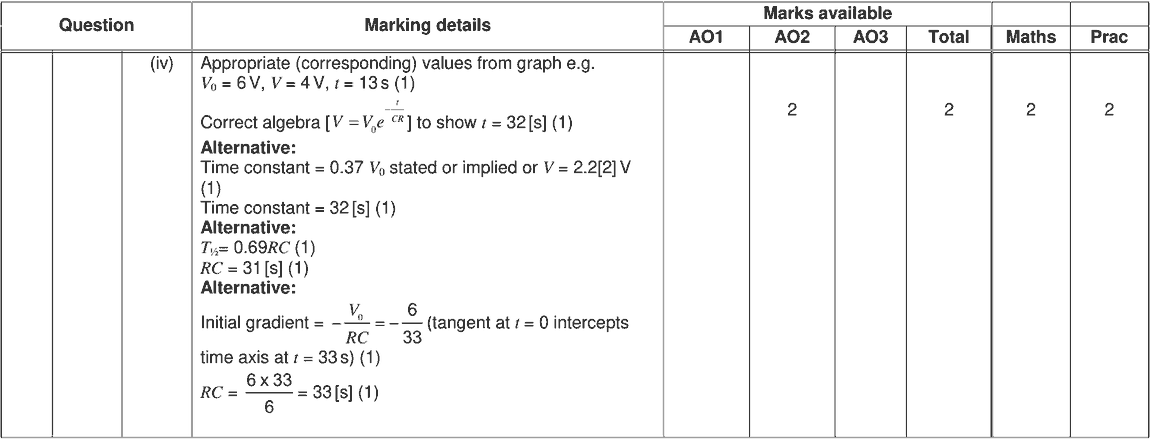 Question Marking details Marks available
AO1 AO2 AO3 Total Maths Prac
(iv) Appropriate (corresponding) values from graph e.g.
V₀ = 6 V, V = 4 V, t = 13 s (1)
Correct algebra [V = V₀e^(-t/CR)] to show t = 32 [s] (1) 2 2 2 2
Alternative:
Time constant = 0.37 V₀ stated or implied or V = 2.2[2] V
(1)
Time constant = 32 [s] (1)
Alternative:
T½= 0.69RC (1)
RC = 31 [s] (1)
Alternative:
Initial gradient = -V₀/RC = -6/33 (tangent at t = 0 intercepts
time axis at t = 33 s) (1)
RC = 6 x 33/6 = 33 [s] (1)